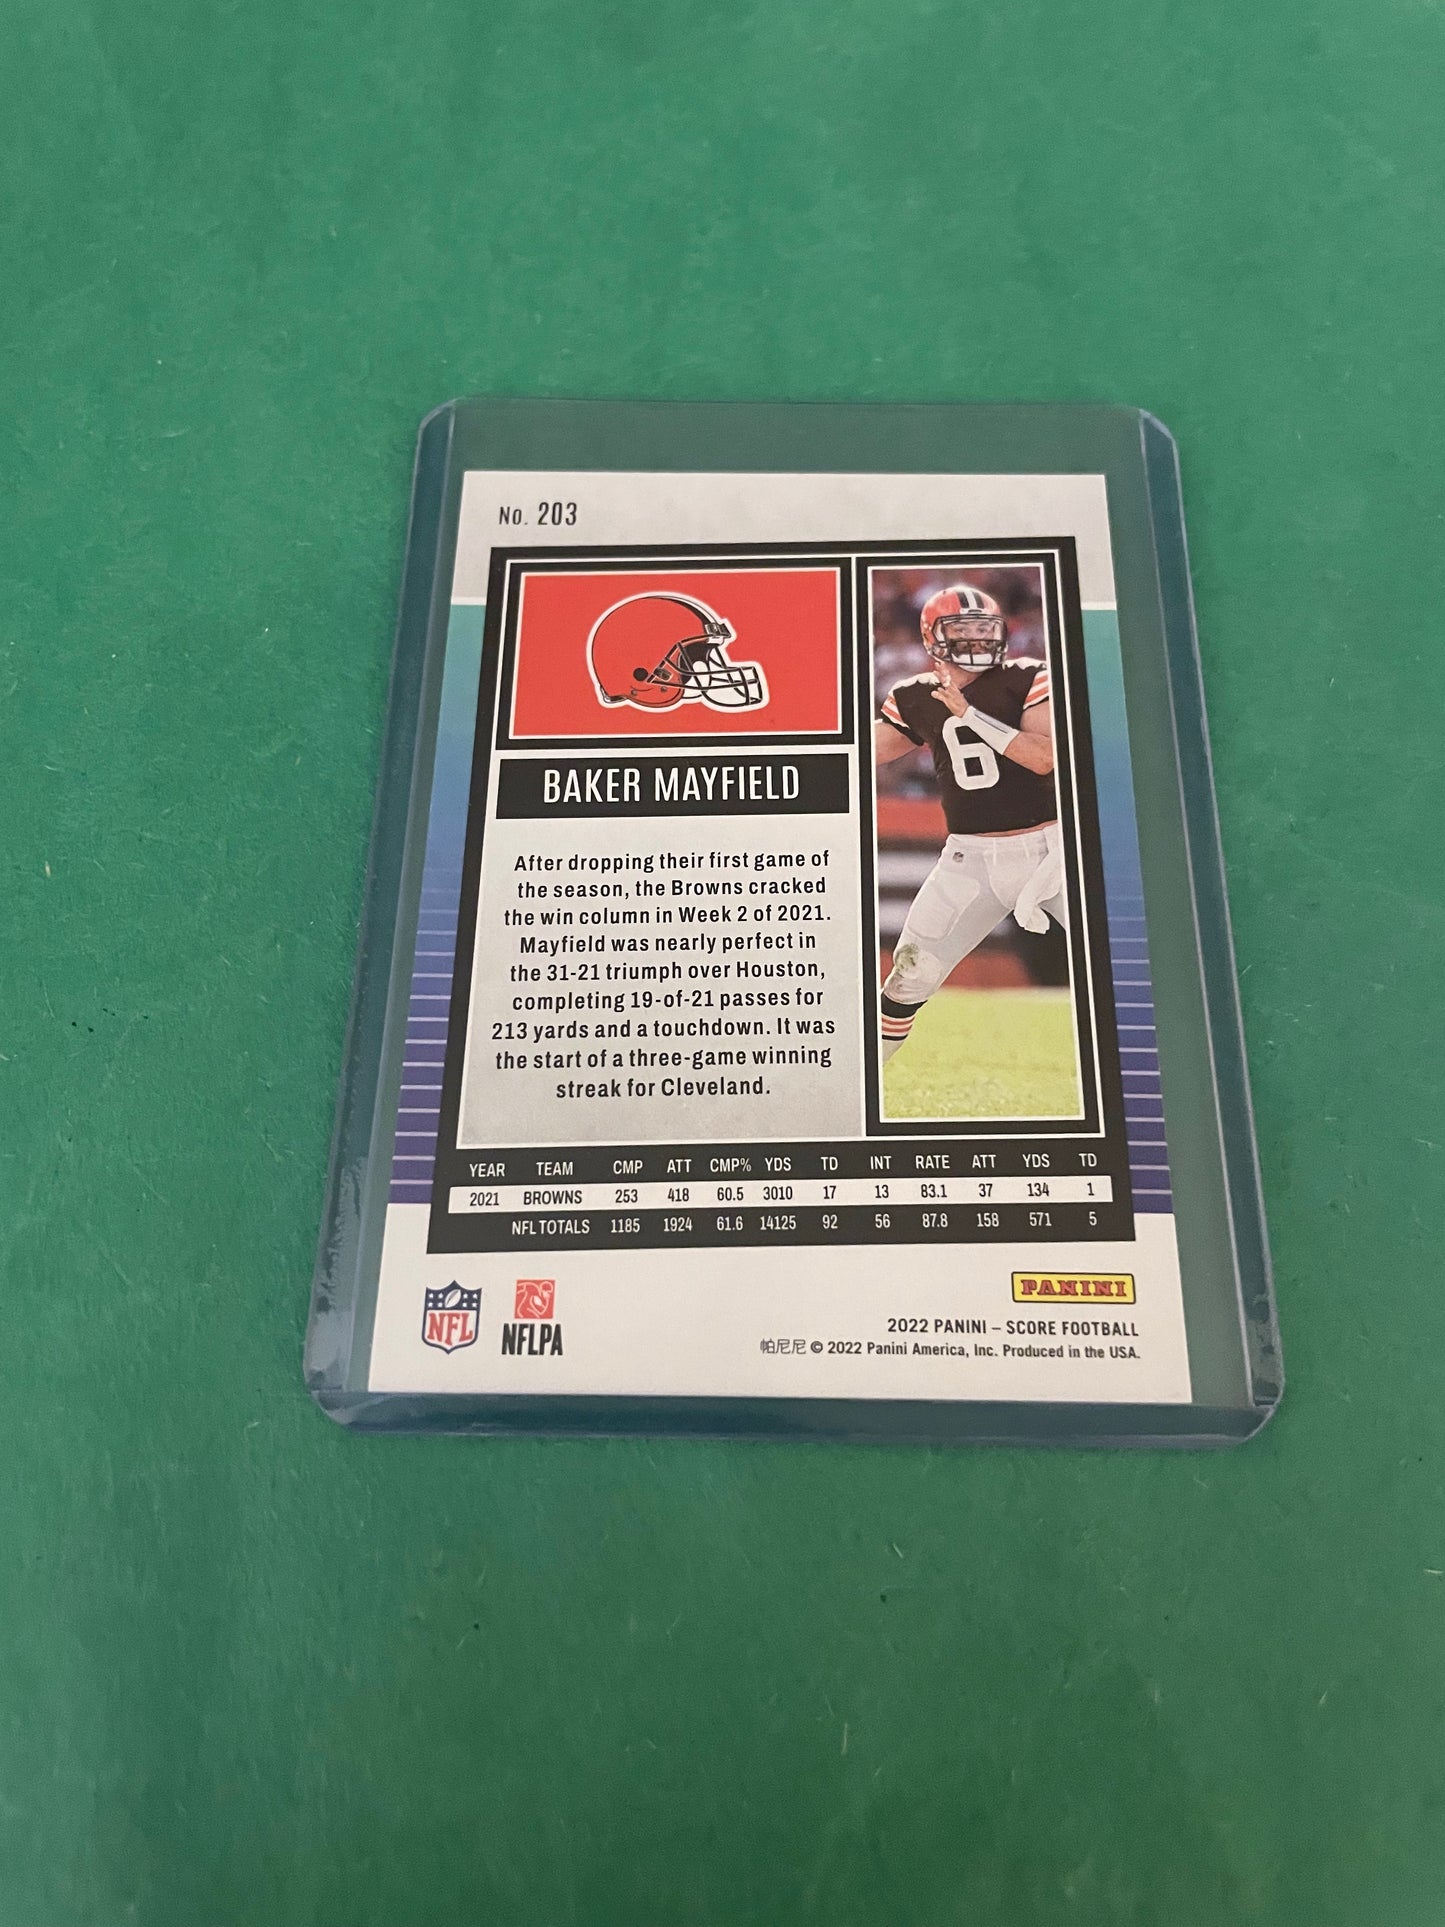 No. 203
BAKER MAYFIELD
6
After dropping their first game of
the season, the Browns cracked
the win column in Week 2 of 2021.
Mayfield was nearly perfect in
the 31-21 triumph over Houston,
completing 19-of-21 passes for
213 yards and a touchdown. It was
the start of a three-game winning
streak for Cleveland.
YEAR TEAM CMP ATT CMP% YDS TD INT RATE ATT YDS TD
2021 BROWNS 253 418 60.5 3010 17 13 83.1 37 134 1
NFL TOTALS 1185 1924 61.6 14125 92 56 87.8 158 571 5
NFL
NFLPA
PANINI
2022 PANINI – SCORE FOOTBALL
帕尼尼 © 2022 Panini America, Inc. Produced in the USA.